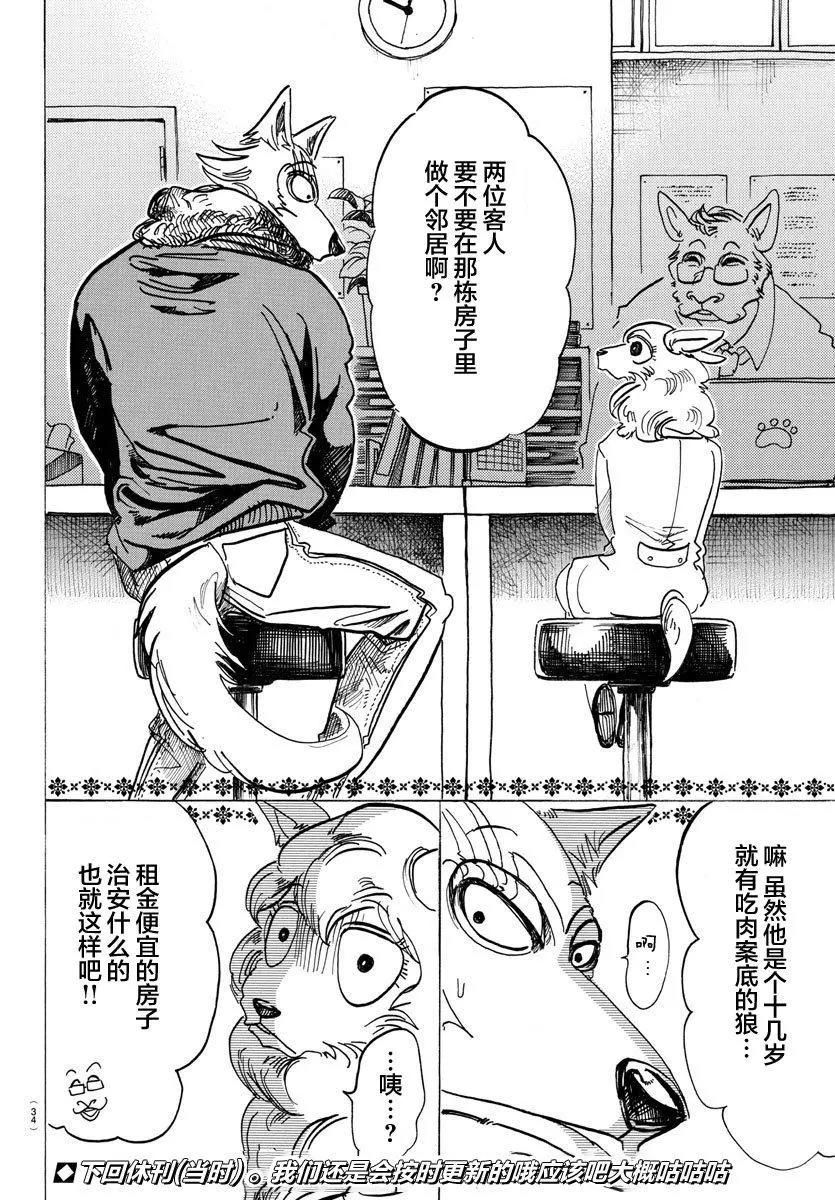 两位客人
要不要在那栋房子里
做个邻居啊？
嘛 虽然他是个十几岁
就有吃肉案底的狼…
啊…
…咦…？
租金便宜的房子
治安什么的
也就这样吧!!
(34)
◆下回休刊(当时)。我们还是会按时更新的哦应该吧大概咕咕咕